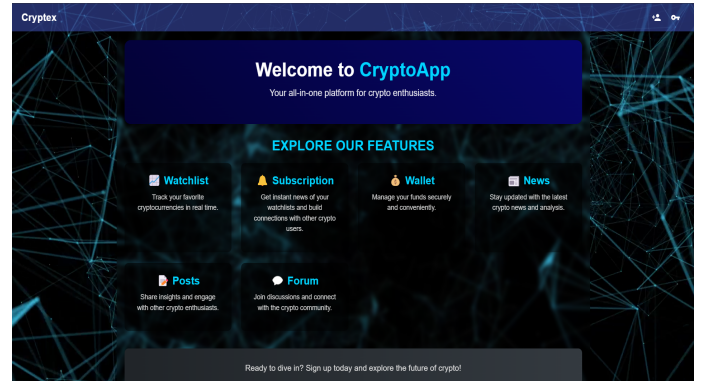 Cryptex
Welcome to CryptoApp
Your all-in-one platform for crypto enthusiasts.
EXPLORE OUR FEATURES
Watchlist
Track your favorite
cryptocurrencies in real time.
Subscription
Get instant news of your
watchlists and build
connections with other crypto
users.
Wallet
Manage your funds securely
and conveniently.
News
Stay updated with the latest
crypto news and analysis.
Posts
Share insights and engage
with other crypto enthusiasts.
Forum
Join discussions and connect
with the crypto community.
Ready to dive in? Sign up today and explore the future of crypto!